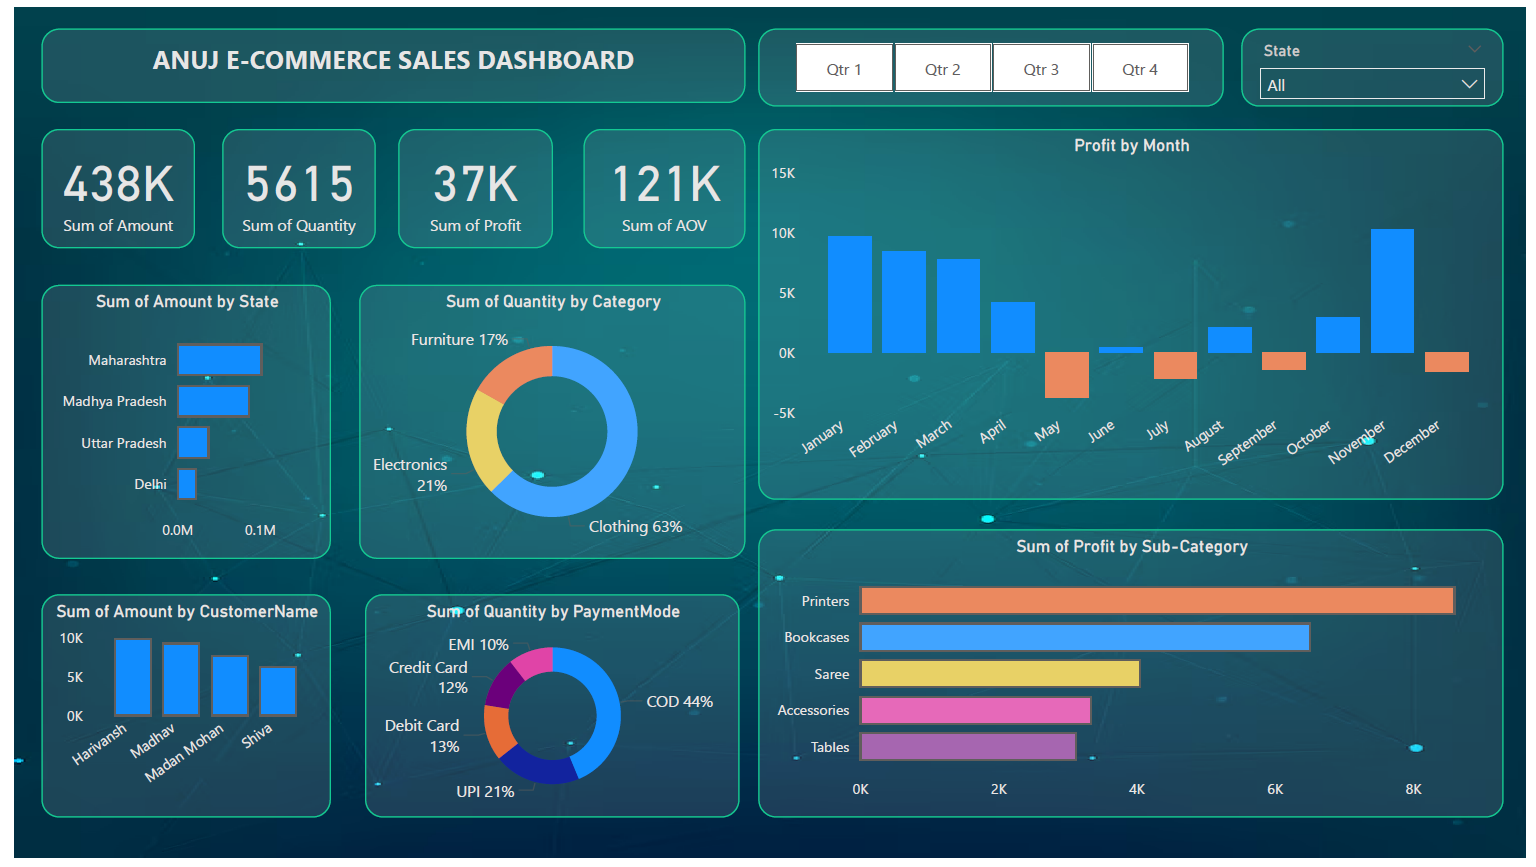 ANUJ E-COMMERCE SALES DASHBOARD
Qtr 1
Qtr 2
Qtr 3
Qtr 4
State
All
438K
Sum of Amount
5615
Sum of Quantity
37K
Sum of Profit
121K
Sum of AOV
Profit by Month
15K
10K
5K
0K
-5K
January
February
March
April
May
June
July
August
September
October
November
December
Sum of Amount by State
Maharashtra
Madhya Pradesh
Uttar Pradesh
Delhi
0.0M
0.1M
Sum of Quantity by Category
Furniture 17%
Electronics
21%
Clothing 63%
Sum of Amount by CustomerName
10K
5K
0K
Harivansh
Madhav
Madan Mohan
Shiva
Sum of Quantity by PaymentMode
EMI 10%
Credit Card
12%
Debit Card
13%
UPI 21%
COD 44%
Sum of Profit by Sub-Category
Printers
Bookcases
Saree
Accessories
Tables
0K
2K
4K
6K
8K